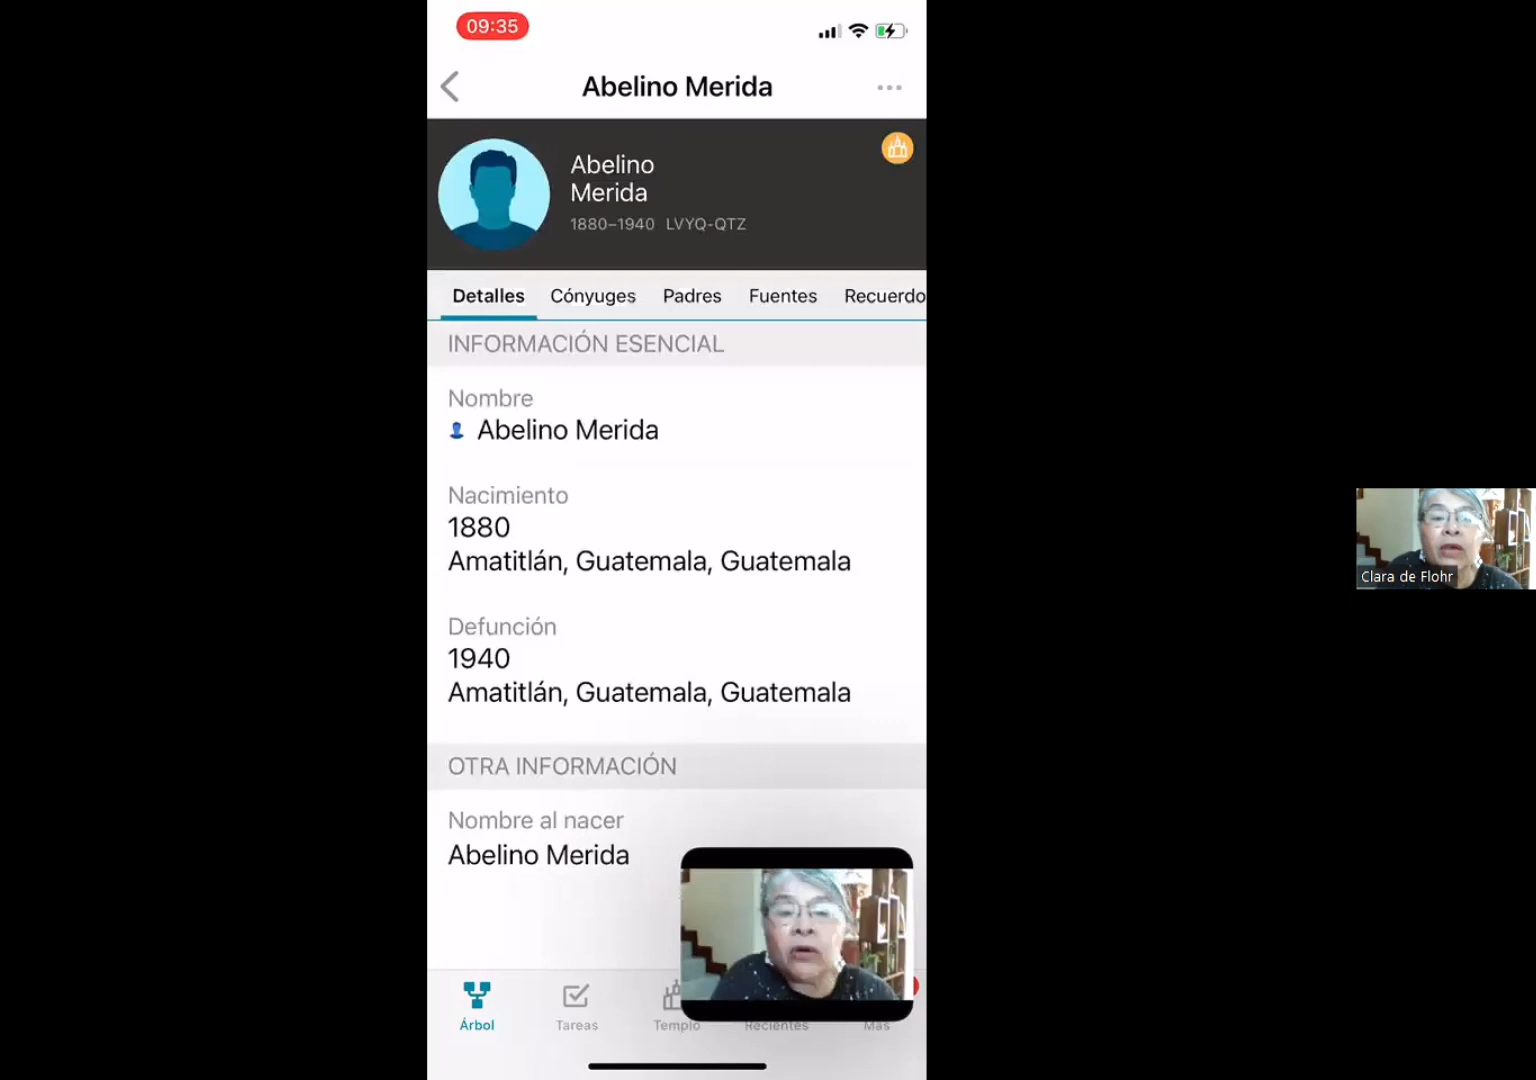 09:35
Abelino Merida
Abelino
Merida
1880–1940 LVYQ-QTZ
Detalles Cónyuges Padres Fuentes Recuerdo
INFORMACIÓN ESENCIAL
Nombre
Abelino Merida
Nacimiento
1880
Amatitlán, Guatemala, Guatemala
Defunción
1940
Amatitlán, Guatemala, Guatemala
OTRA INFORMACIÓN
Nombre al nacer
Abelino Merida
Árbol Tareas Templo Recientes Más
Clara de Flohr